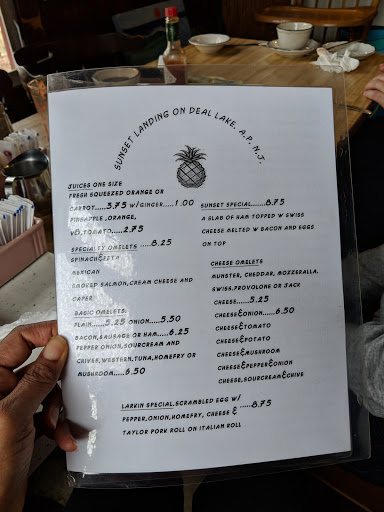 SUNSET LANDING ON DEAL LAKE, A.P. N.J.
JUICES ONE SIZE
FRESH SQUEEZED ORANGE OR
CARROT.....3.75 W/GINGER.....1.00
PINEAPPLE ,ORANGE,
V8,TOMATO.....2.75
SPECIALTY OMELETS .....8.25
SPINACH&FETA
MEXICAN
SMOKED SALMON,CREAM CHEESE AND
CAPER
BASIC OMELETS:
PLAIN.....5.25 ONION.....5.50
BACON,SAUSAGE OR HAM.....6.25
PEPPER ONION,SOURCREAM AND
CHIVES,WESTERN,TUNA,HOMEFRY OR
MUSHROOM.....6.50
SUNSET SPECIAL.......8.75
A SLAB OF HAM TOPPED W SWISS
CHEESE MELTED W BACON AND EGGS
ON TOP
CHEESE OMELETS
MUNSTER, CHEDDAR, MOZZERALLA,
SWISS,PROVOLONE OR JACK
CHEESE.....5.25
CHEESE&ONION.....6.50
CHEESE&TOMATO
CHEESE&POTATO
CHEESE&MUSHROOM
CHEESE&PEPPER&ONION
CHEESE,SOURCREAM&CHIVE
LARKIN SPECIAL.SCRAMBLED EGG W/
PEPPER,ONION,HOMEFRY, CHEESE & .....8.75
TAYLOR PORK ROLL ON ITALIAN ROLL